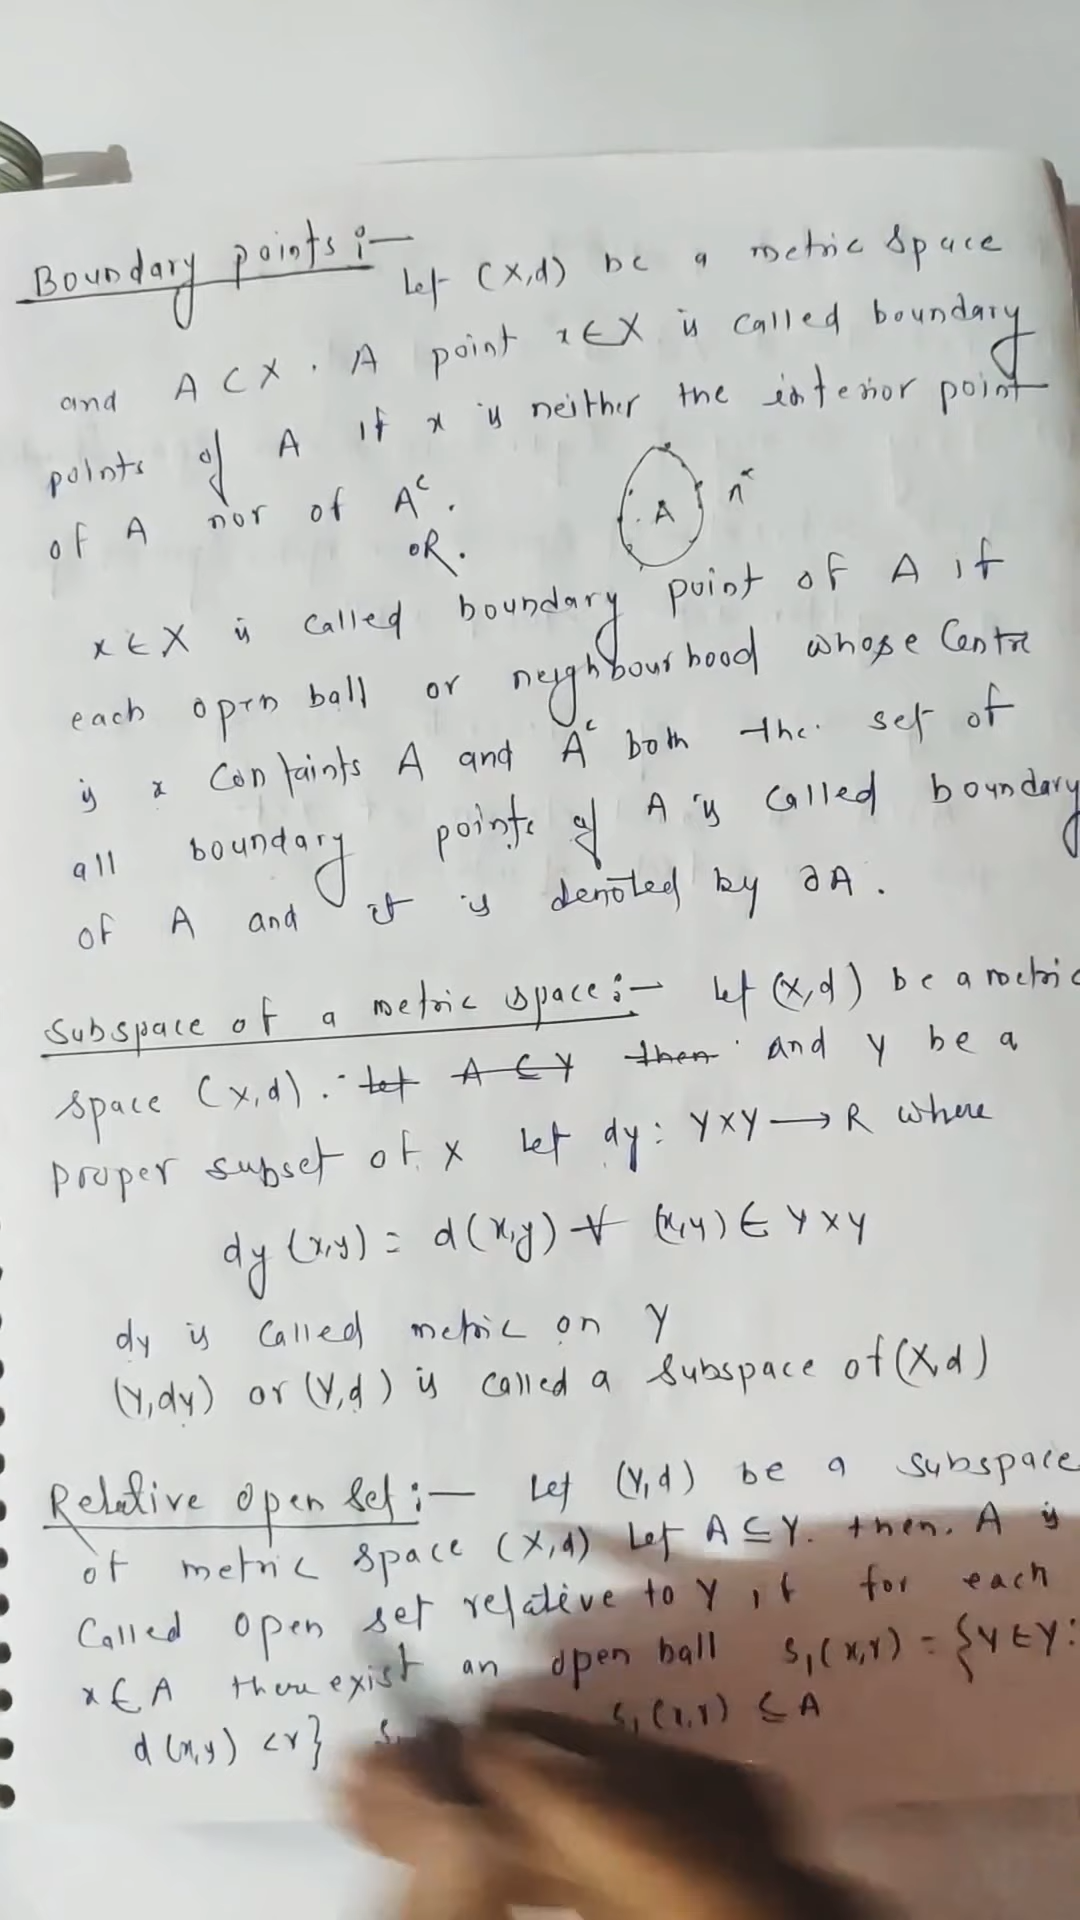 Boundary points :- Let (X,d) be a metric space
and A ⊂ X . A point x ∈ X is called boundary
points of A if x is neither the interior point
of A nor of Aᶜ.
A
OR.
x ∈ X is called boundary point of A if
each open ball or neighbourhood whose Centre
is x Containts A and Aᶜ both the set of
all boundary points of A is called boundary
of A and it is denoted by ∂A.
Subspace of a metric space :- Let (X,d) be a metric
space (X,d). Let A ⊆ Y then and Y be a
proper subset of X Let dy : Y×Y → R where
dy (x,y) = d(x,y) ∀ (x,y) ∈ Y×Y
dy is called metric on Y
(Y,dy) or (Y,d) is called a subspace of (X,d)
Relative open set :- Let (Y,d) be a subspace
of metric space (X,d) Let A ⊆ Y. then. A is
Called open set relative to Y if for each
x ∈ A there exist an open ball S₁(x,r) = {y ∈ Y:
d(x,y) < r} S₁(x,r) ⊆ A